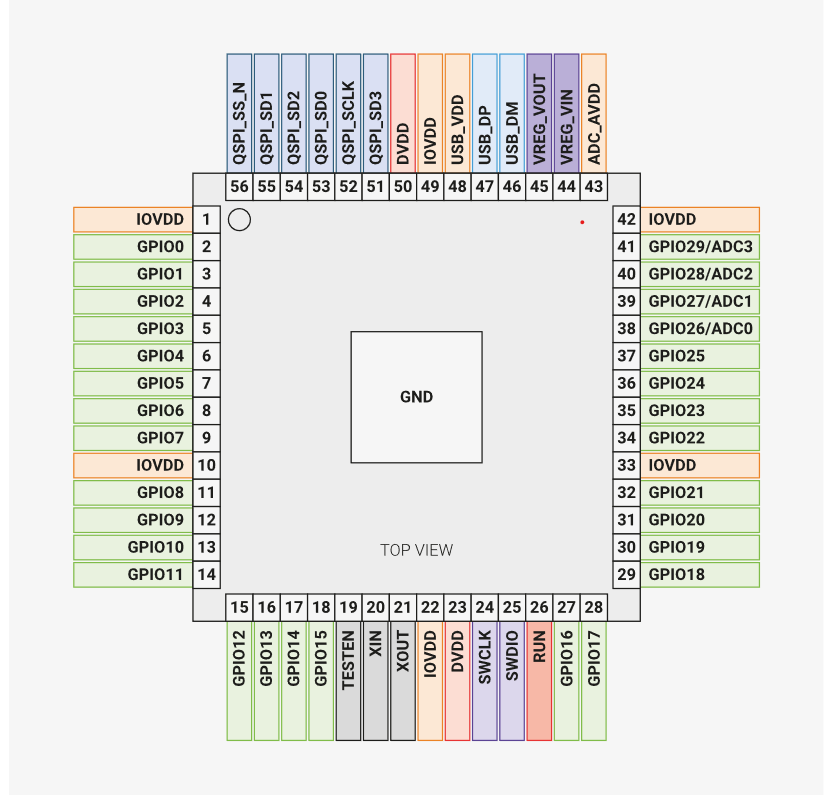 QSPI_SS_N
QSPI_SD1
QSPI_SD2
QSPI_SD0
QSPI_SCLK
QSPI_SD3
DVDD
IOVDD
USB_VDD
USB_DP
USB_DM
VREG_VOUT
VREG_VIN
ADC_AVDD
56 55 54 53 52 51 50 49 48 47 46 45 44 43
IOVDD 1
GPIO0 2
GPIO1 3
GPIO2 4
GPIO3 5
GPIO4 6
GPIO5 7
GPIO6 8
GPIO7 9
IOVDD 10
GPIO8 11
GPIO9 12
GPIO10 13
GPIO11 14
42 IOVDD
41 GPIO29/ADC3
40 GPIO28/ADC2
39 GPIO27/ADC1
38 GPIO26/ADC0
37 GPIO25
36 GPIO24
35 GPIO23
34 GPIO22
33 IOVDD
32 GPIO21
31 GPIO20
30 GPIO19
29 GPIO18
GND
TOP VIEW
15 16 17 18 19 20 21 22 23 24 25 26 27 28
GPIO12
GPIO13
GPIO14
GPIO15
TESTEN
XIN
XOUT
IOVDD
DVDD
SWCLK
SWDIO
RUN
GPIO16
GPIO17